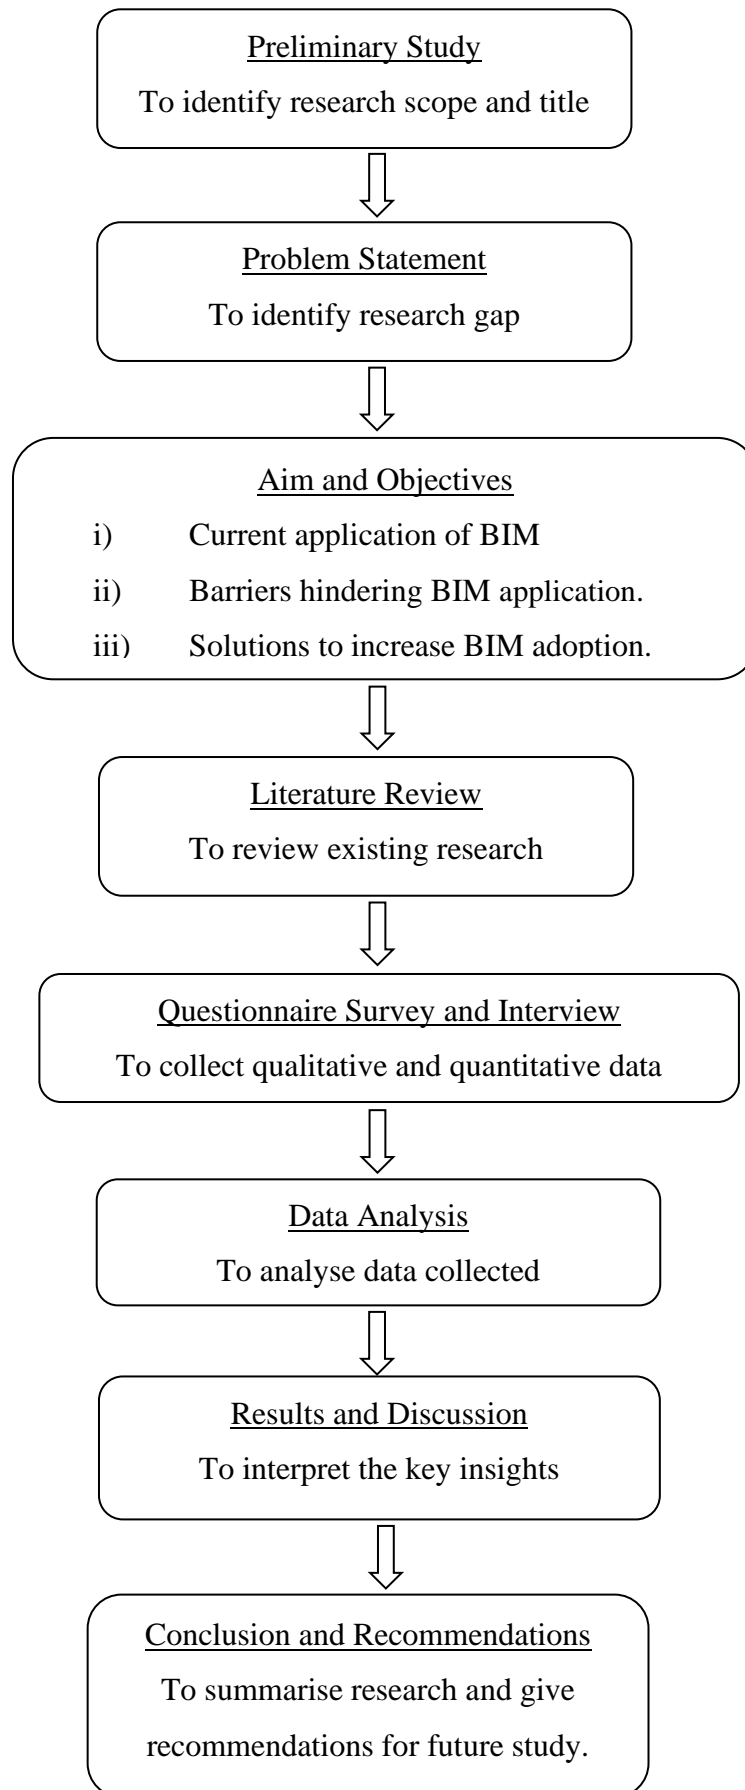 Preliminary Study
To identify research scope and title
Problem Statement
To identify research gap
Aim and Objectives
i) Current application of BIM
ii) Barriers hindering BIM application.
iii) Solutions to increase BIM adoption.
Literature Review
To review existing research
Questionnaire Survey and Interview
To collect qualitative and quantitative data
Data Analysis
To analyse data collected
Results and Discussion
To interpret the key insights
Conclusion and Recommendations
To summarise research and give
recommendations for future study.